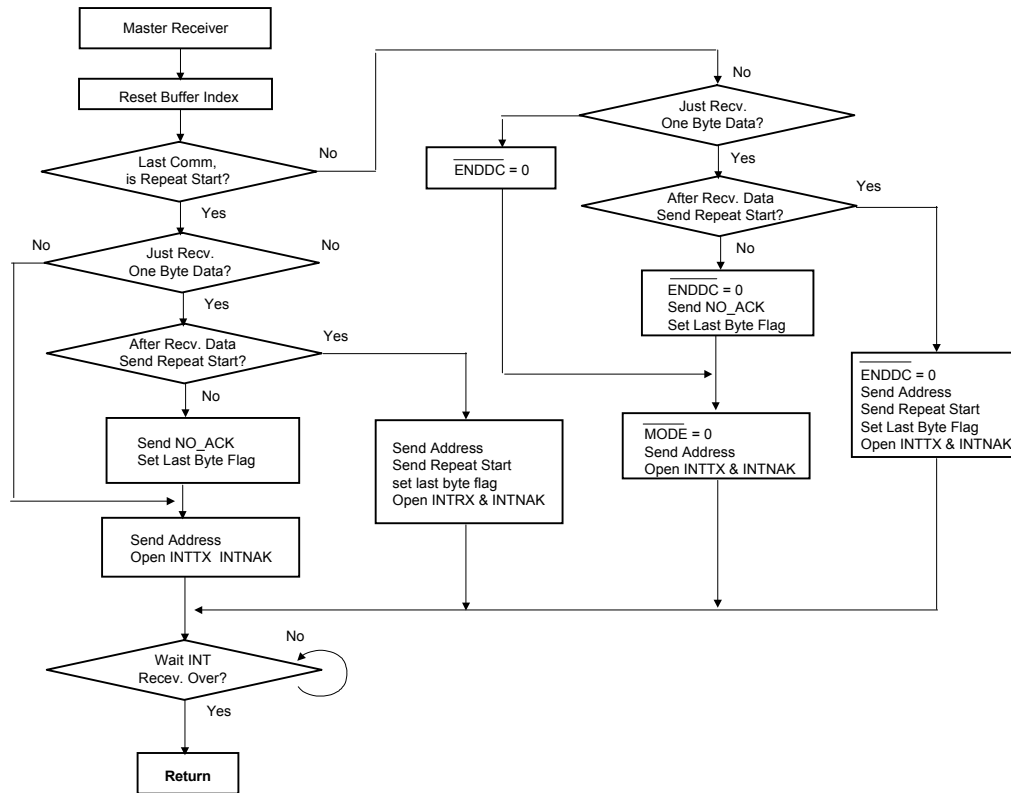 Master Receiver
Reset Buffer Index
Last Comm,
is Repeat Start?
No
Yes
No
No
Just Recv.
One Byte Data?
Yes
After Recv. Data
Send Repeat Start?
Yes
No
Send NO_ACK
Set Last Byte Flag
Send Address
Open INTTX INTNAK
Send Address
Send Repeat Start
set last byte flag
Open INTRX & INTNAK
No
Just Recv.
One Byte Data?
ENDDC = 0
Yes
After Recv. Data
Send Repeat Start?
Yes
No
ENDDC = 0
Send NO_ACK
Set Last Byte Flag
MODE = 0
Send Address
Open INTTX & INTNAK
ENDDC = 0
Send Address
Send Repeat Start
Set Last Byte Flag
Open INTTX & INTNAK
Wait INT
Recev. Over?
No
Yes
Return